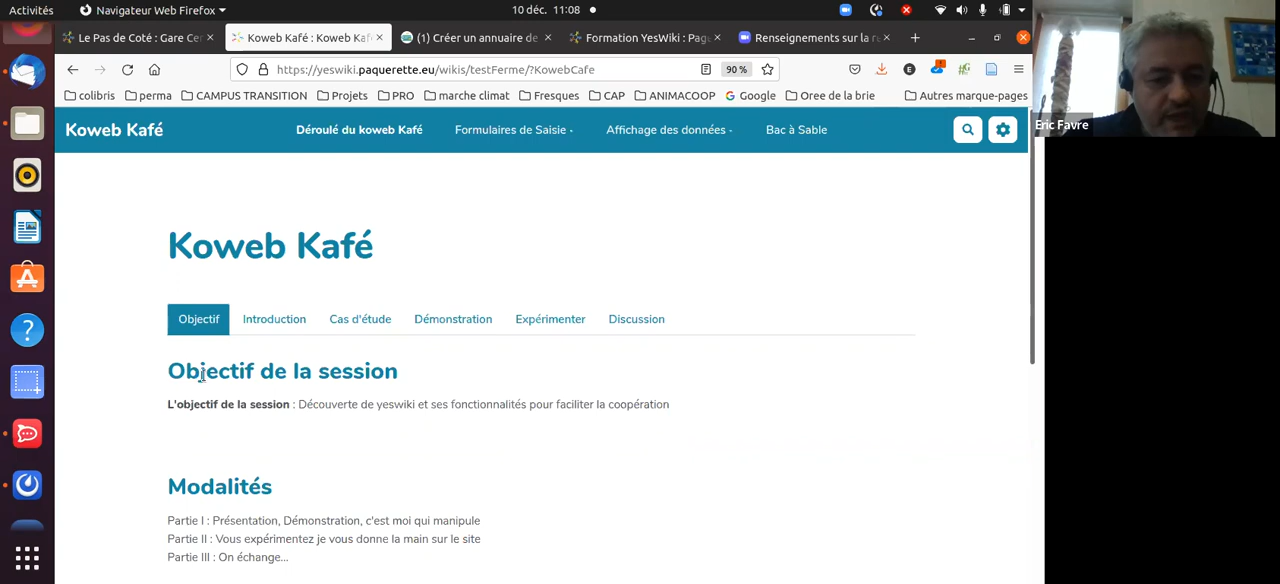 Activités
Navigateur Web Firefox
10 déc. 11:08
Le Pas de Coté : Gare Cer
Koweb Kafé : Koweb Kaf
(1) Créer un annuaire de
Formation YesWiki : Pag
Renseignements sur la r
https://yeswiki.paquerette.eu/wikis/testFerme/?KowebCafe
90 %
colibris
perma
CAMPUS TRANSITION
Projets
PRO
marche climat
Fresques
CAP
ANIMACOOP
Google
Oree de la brie
Autres marque-pages
Eric Favre
Koweb Kafé
Déroulé du koweb Kafé
Formulaires de Saisie
Affichage des données
Bac à Sable
Koweb Kafé
Objectif
Introduction
Cas d'étude
Démonstration
Expérimenter
Discussion
Objectif de la session
L'objectif de la session : Découverte de yeswiki et ses fonctionnalités pour faciliter la coopération
Modalités
Partie I : Présentation, Démonstration, c'est moi qui manipule
Partie II : Vous expérimentez je vous donne la main sur le site
Partie III : On échange...